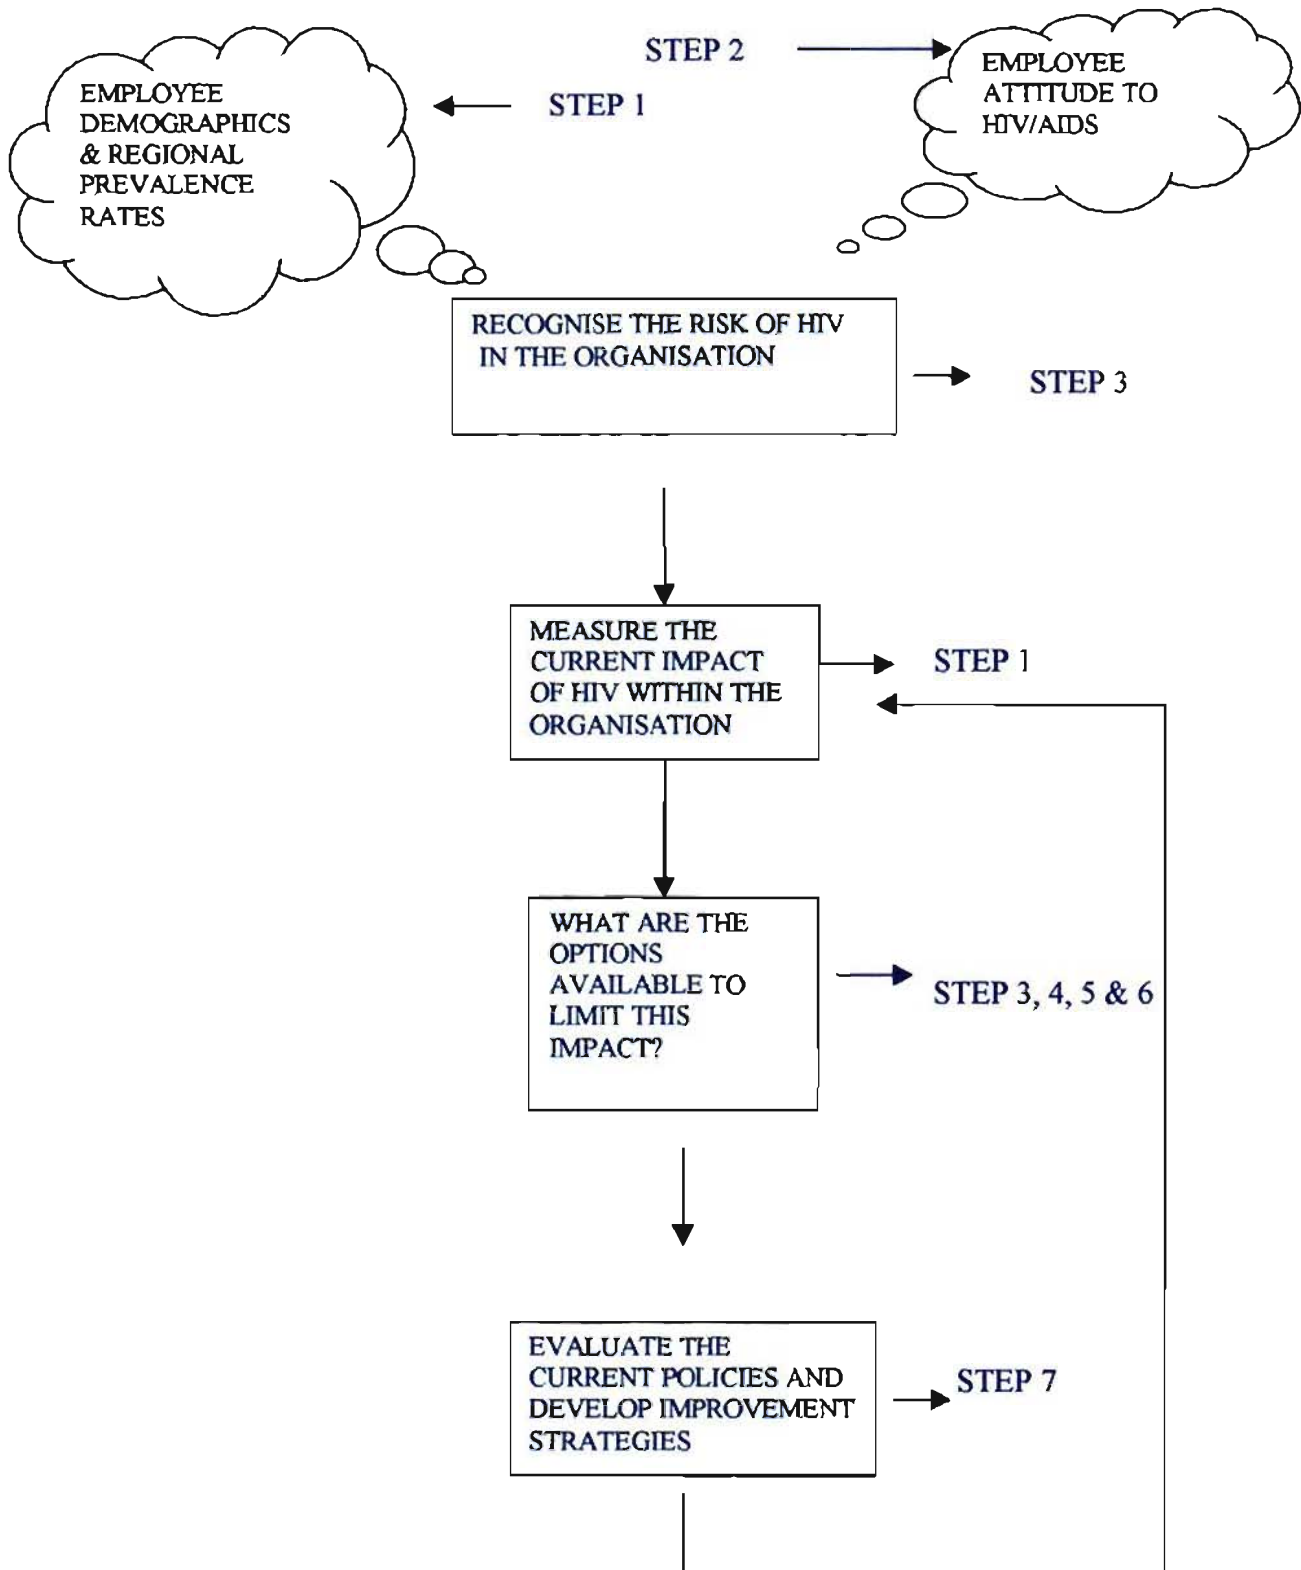 STEP 2
EMPLOYEE
ATTITUDE TO
HIV/AIDS
STEP 1
EMPLOYEE
DEMOGRAPHICS
& REGIONAL
PREVALENCE
RATES
RECOGNISE THE RISK OF HIV
IN THE ORGANISATION
STEP 3
MEASURE THE
CURRENT IMPACT
OF HIV WITHIN THE
ORGANISATION
STEP 1
WHAT ARE THE
OPTIONS
AVAILABLE TO
LIMIT THIS
IMPACT?
STEP 3, 4, 5 & 6
EVALUATE THE
CURRENT POLICIES AND
DEVELOP IMPROVEMENT
STRATEGIES
STEP 7